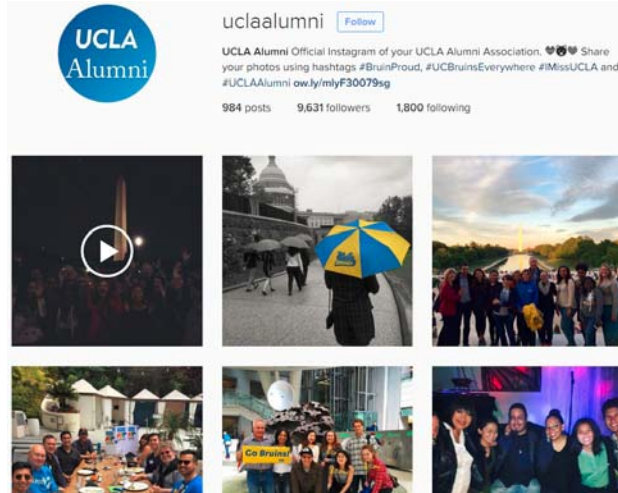 UCLA
Alumni
uclaalumni Follow
UCLA Alumni Official Instagram of your UCLA Alumni Association. 💙🐻💛 Share
your photos using hashtags #BruinProud, #UCBruinsEverywhere #IMissUCLA and
#UCLAAlumni ow.ly/mlyF30079sg
984 posts 9,631 followers 1,800 following
Go Bruins!